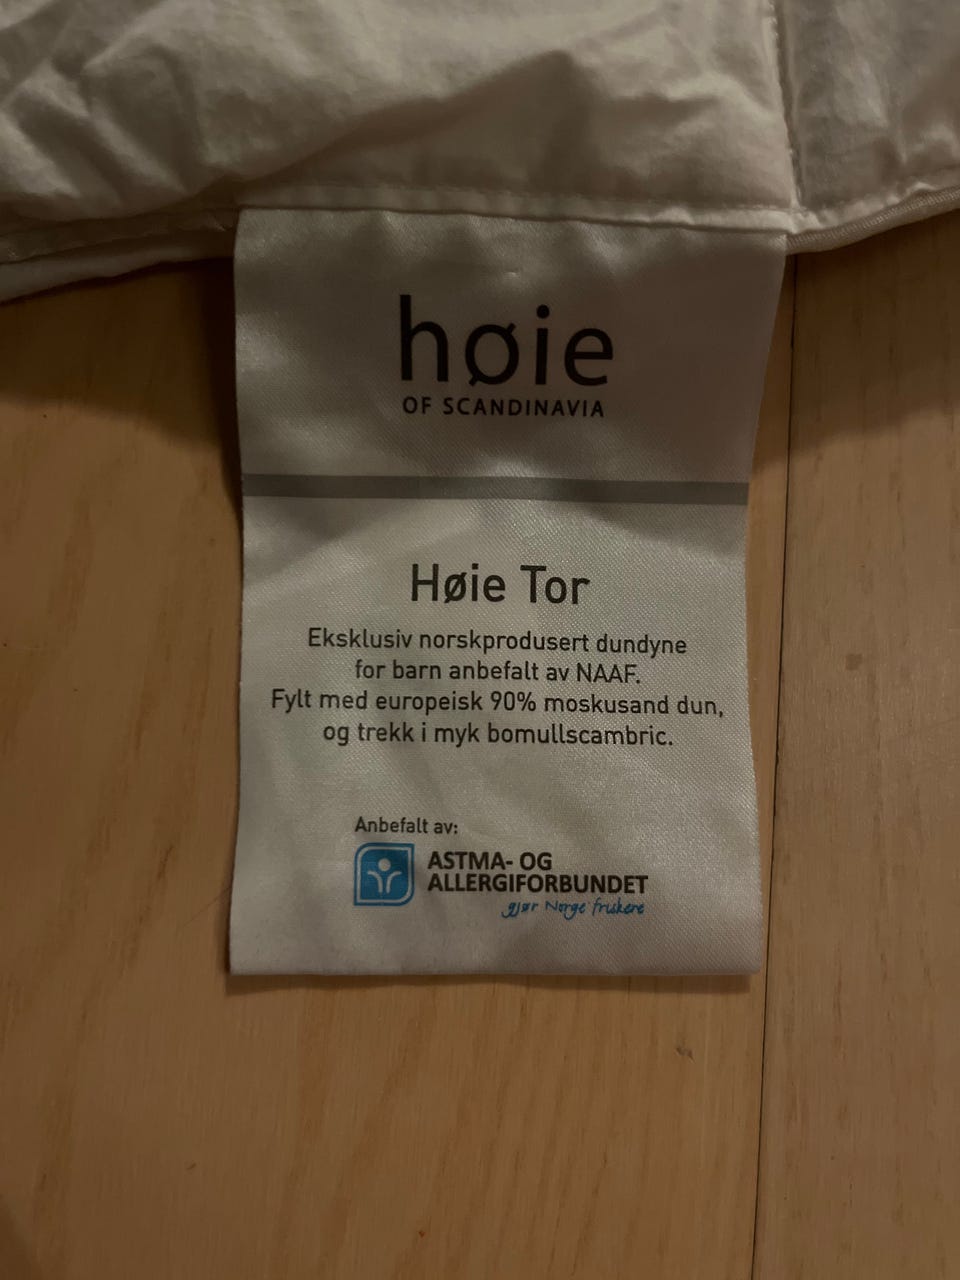 høie
OF SCANDINAVIA
Høie Tor
Eksklusiv norskprodusert dundyne
for barn anbefalt av NAAF.
Fylt med europeisk 90% moskusand dun,
og trekk i myk bomullscambric.
Anbefalt av:
ASTMA- OG
ALLERGIFORBUNDET
gjør Norge friskere